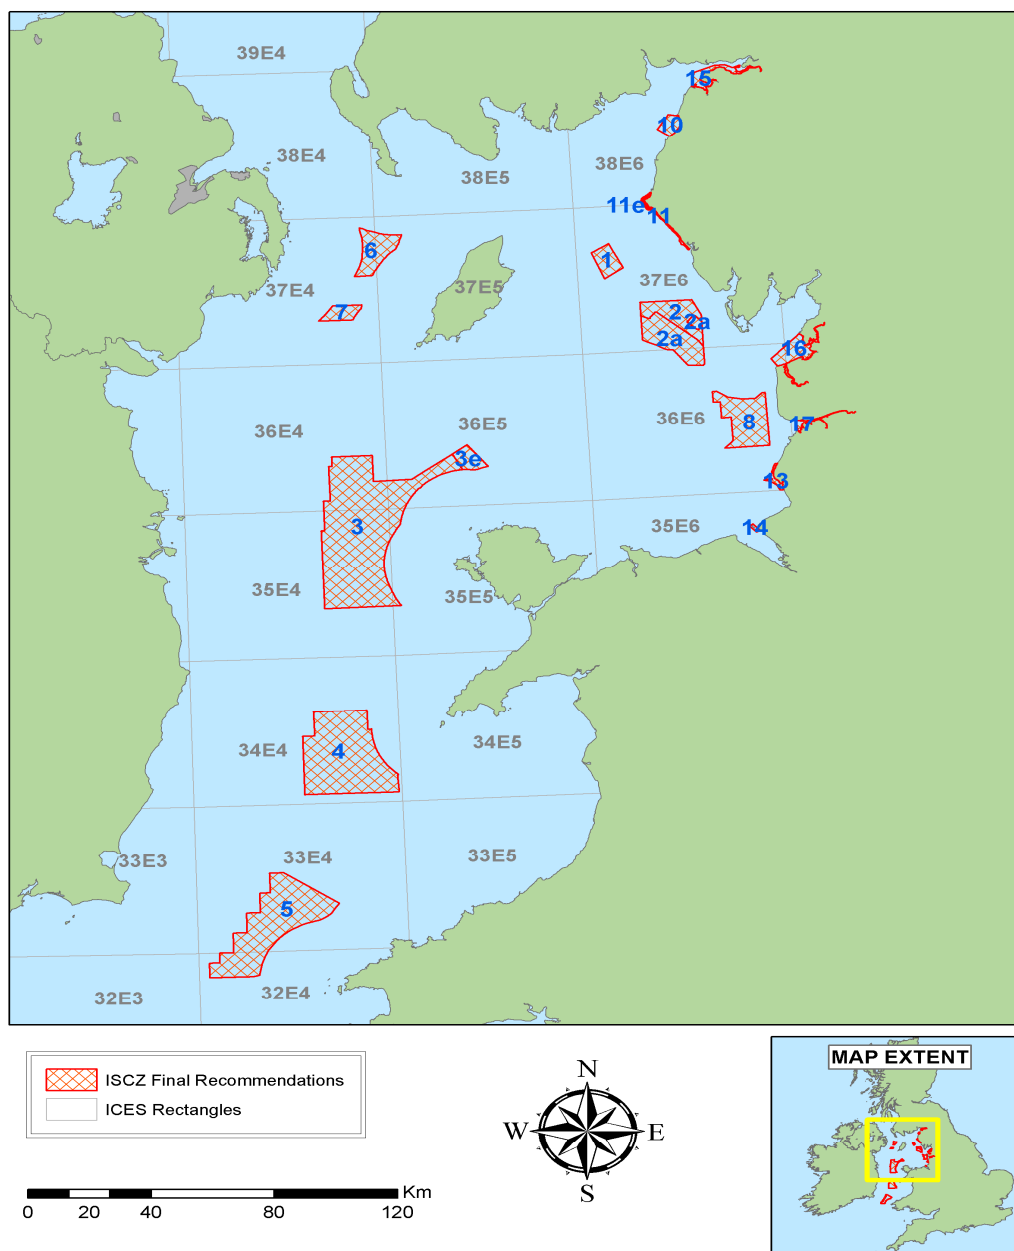 39E4
15
10
38E4
38E6
38E5
11e
11
6
1
37E6
37E5
37E4
7
2
2a
2a
16
36E6
8
36E5
17
36E4
3e
13
3
35E6
14
35E4
35E5
34E5
34E4
4
33E3
33E4
33E5
5
32E4
32E3
MAP EXTENT
N
ISCZ Final Recommendations
ICES Rectangles
W
E
S
Km
0 20 40 80 120